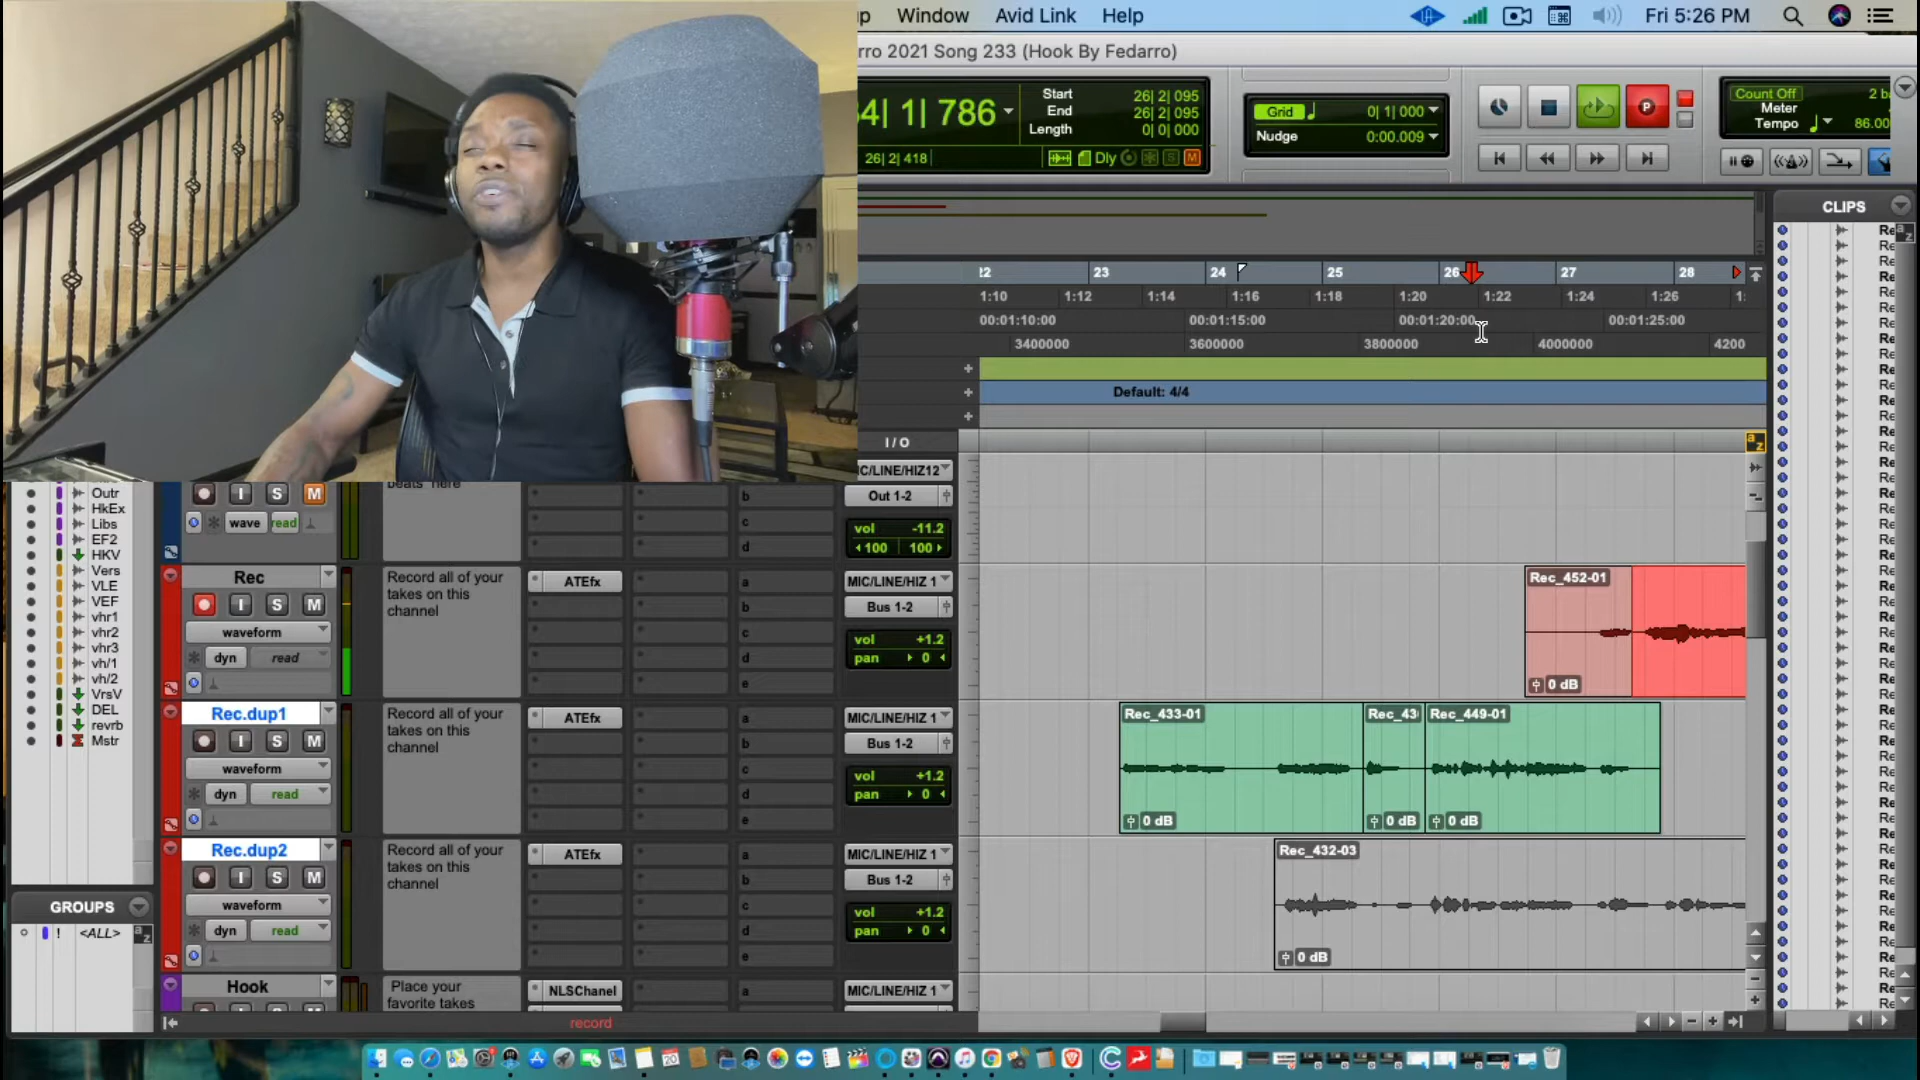 up Window Avid Link Help Fri 5:26 PM
rro 2021 Song 233 (Hook By Fedarro)
34| 1| 786
Start 26| 2| 095
End 26| 2| 095
Length 0| 0| 000
26| 2| 418
Dly S M
Grid 0| 1| 000
Nudge 0:00.009
P
Count Off
Meter
Tempo 86.00
CLIPS
23 24 25 26 27 28
1:10 1:12 1:14 1:16 1:18 1:20 1:22 1:24 1:26
00:01:10:00 00:01:15:00 00:01:20:00 00:01:25:00
3400000 3600000 3800000 4000000 4200
Default: 4/4
I / O
Outr
HkEx
Libs
EF2
HKV
Vers
VLE
VEF
vhr1
vhr2
vhr3
vh/1
vh/2
VrsV
DEL
revrb
Mstr
GROUPS
! <ALL>
I S M
wave read
beats here
b
c
d
IC/LINE/HIZ12
Out 1-2
vol -11.2
100 100
Rec
I S M
waveform
dyn read
Record all of your
takes on this
channel
ATEfx
a
b
c
d
e
MIC/LINE/HIZ 1
Bus 1-2
vol +1.2
pan 0
Rec_452-01
0 dB
Rec.dup1
I S M
waveform
dyn read
Record all of your
takes on this
channel
ATEfx
a
b
c
d
e
MIC/LINE/HIZ 1
Bus 1-2
vol +1.2
pan 0
Rec_433-01 Rec_43 Rec_449-01
0 dB 0 dB 0 dB
Rec.dup2
I S M
waveform
dyn read
Record all of your
takes on this
channel
ATEfx
a
b
c
d
e
MIC/LINE/HIZ 1
Bus 1-2
vol +1.2
pan 0
Rec_432-03
0 dB
Hook
Place your
favorite takes
NLSChanel
a
MIC/LINE/HIZ 1
record